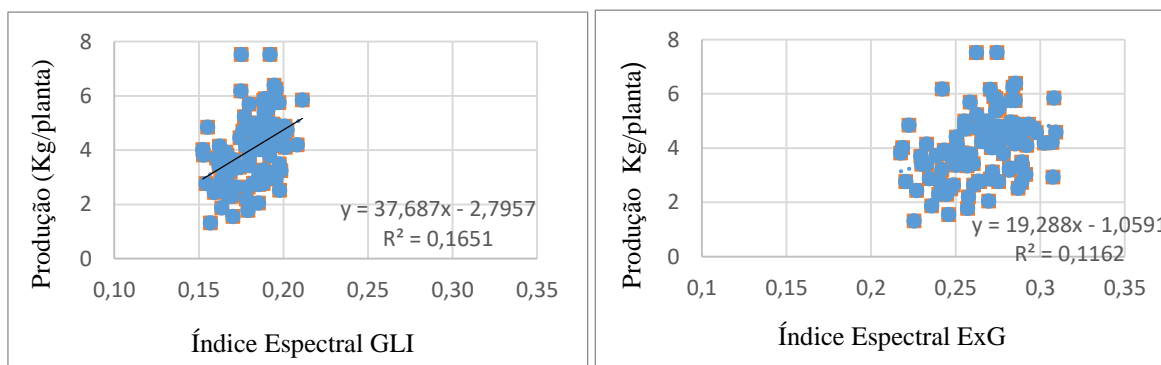 8
6
4
2
0
Produção (Kg/planta)
y = 37,687x - 2,7957
R² = 0,1651
0,10 0,15 0,20 0,25 0,30 0,35
Índice Espectral GLI
8
6
4
2
0
Produção Kg/planta)
y = 19,288x - 1,0591
R² = 0,1162
0,1 0,15 0,2 0,25 0,3 0,35
Índice Espectral ExG